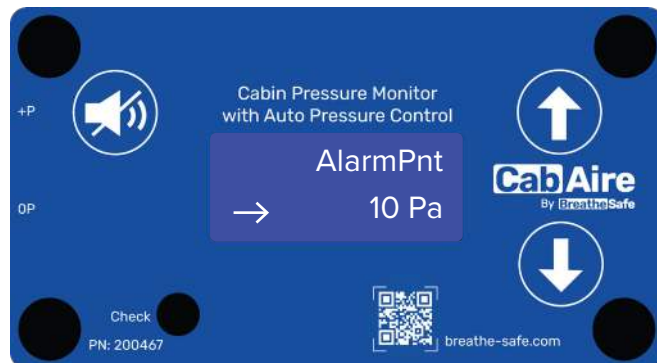 Cabin Pressure Monitor
with Auto Pressure Control
+P
AlarmPnt
→ 10 Pa
0P
CabAire
By BreatheSafe
Check
PN: 200467
breathe-safe.com